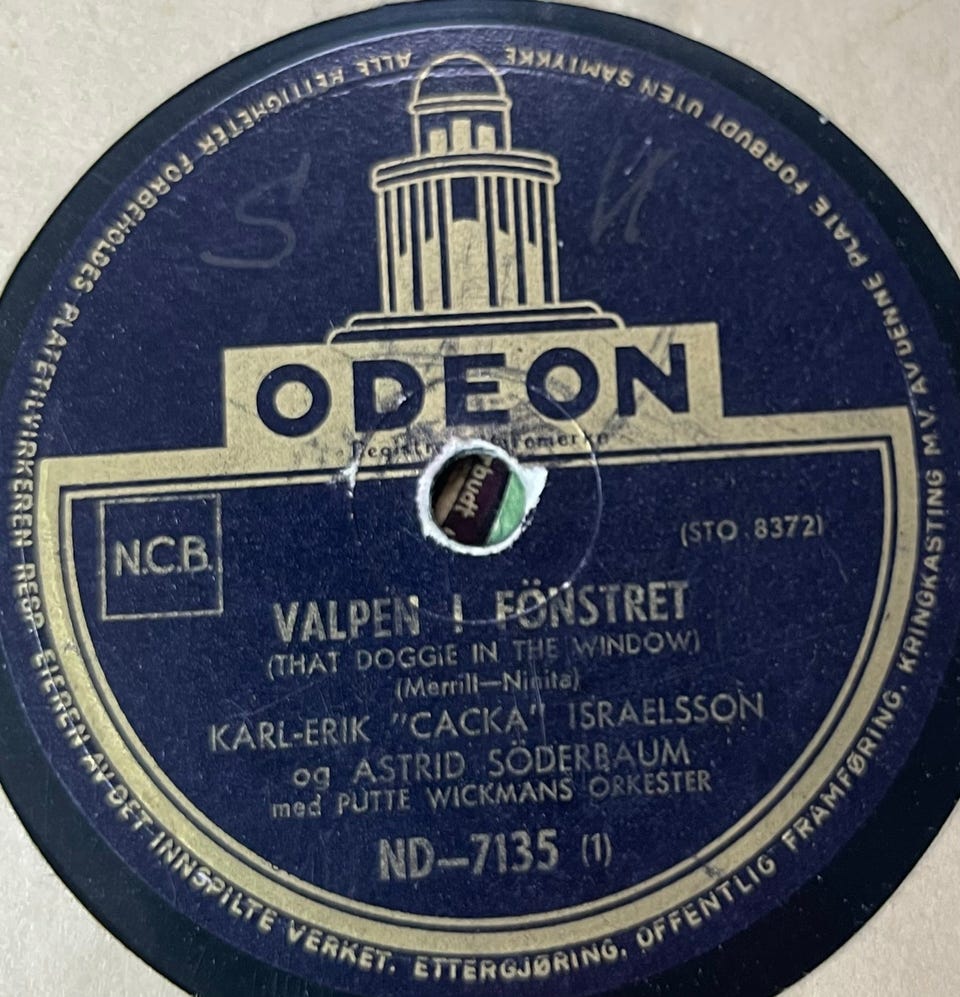 ALLE RETTIGHETER FORBEHOLDES PLATETILVIRKEREN RESP. EIEREN AV DET INNSPILTE VERKET. ETTERGJØRING, OFFENTLIG FRAMFØRING, KRINGKASTING M.V. AV DENNE PLATE FORBUDT UTEN SAMTYKKE
S
ODEON
N.C.B.
(STO 8372)
VALPEN I FÖNSTRET
(THAT DOGGIE IN THE WINDOW)
(Merrill—Ninita)
KARL-ERIK "CACKA" ISRAELSSON
og ASTRID SÖDERBAUM
med PUTTE WICKMANS ORKESTER
ND—7135 (1)